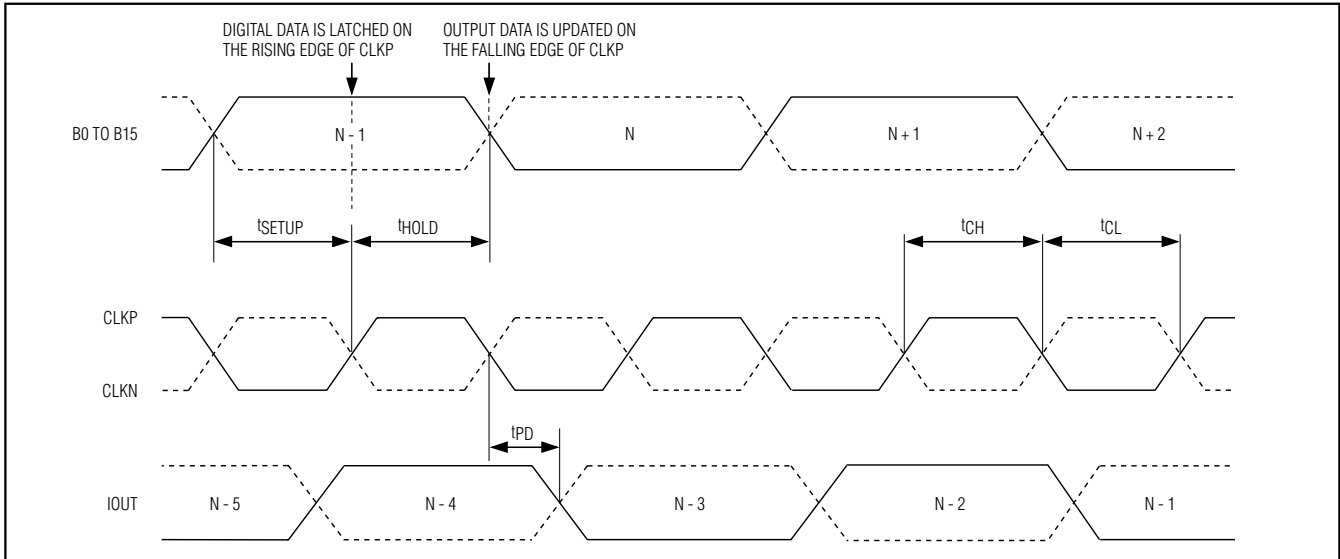 DIGITAL DATA IS LATCHED ON
THE RISING EDGE OF CLKP
OUTPUT DATA IS UPDATED ON
THE FALLING EDGE OF CLKP
B0 TO B15
N - 1
N
N + 1
N + 2
tSETUP
tHOLD
tCH
tCL
CLKP
CLKN
tPD
IOUT
N - 5
N - 4
N - 3
N - 2
N - 1